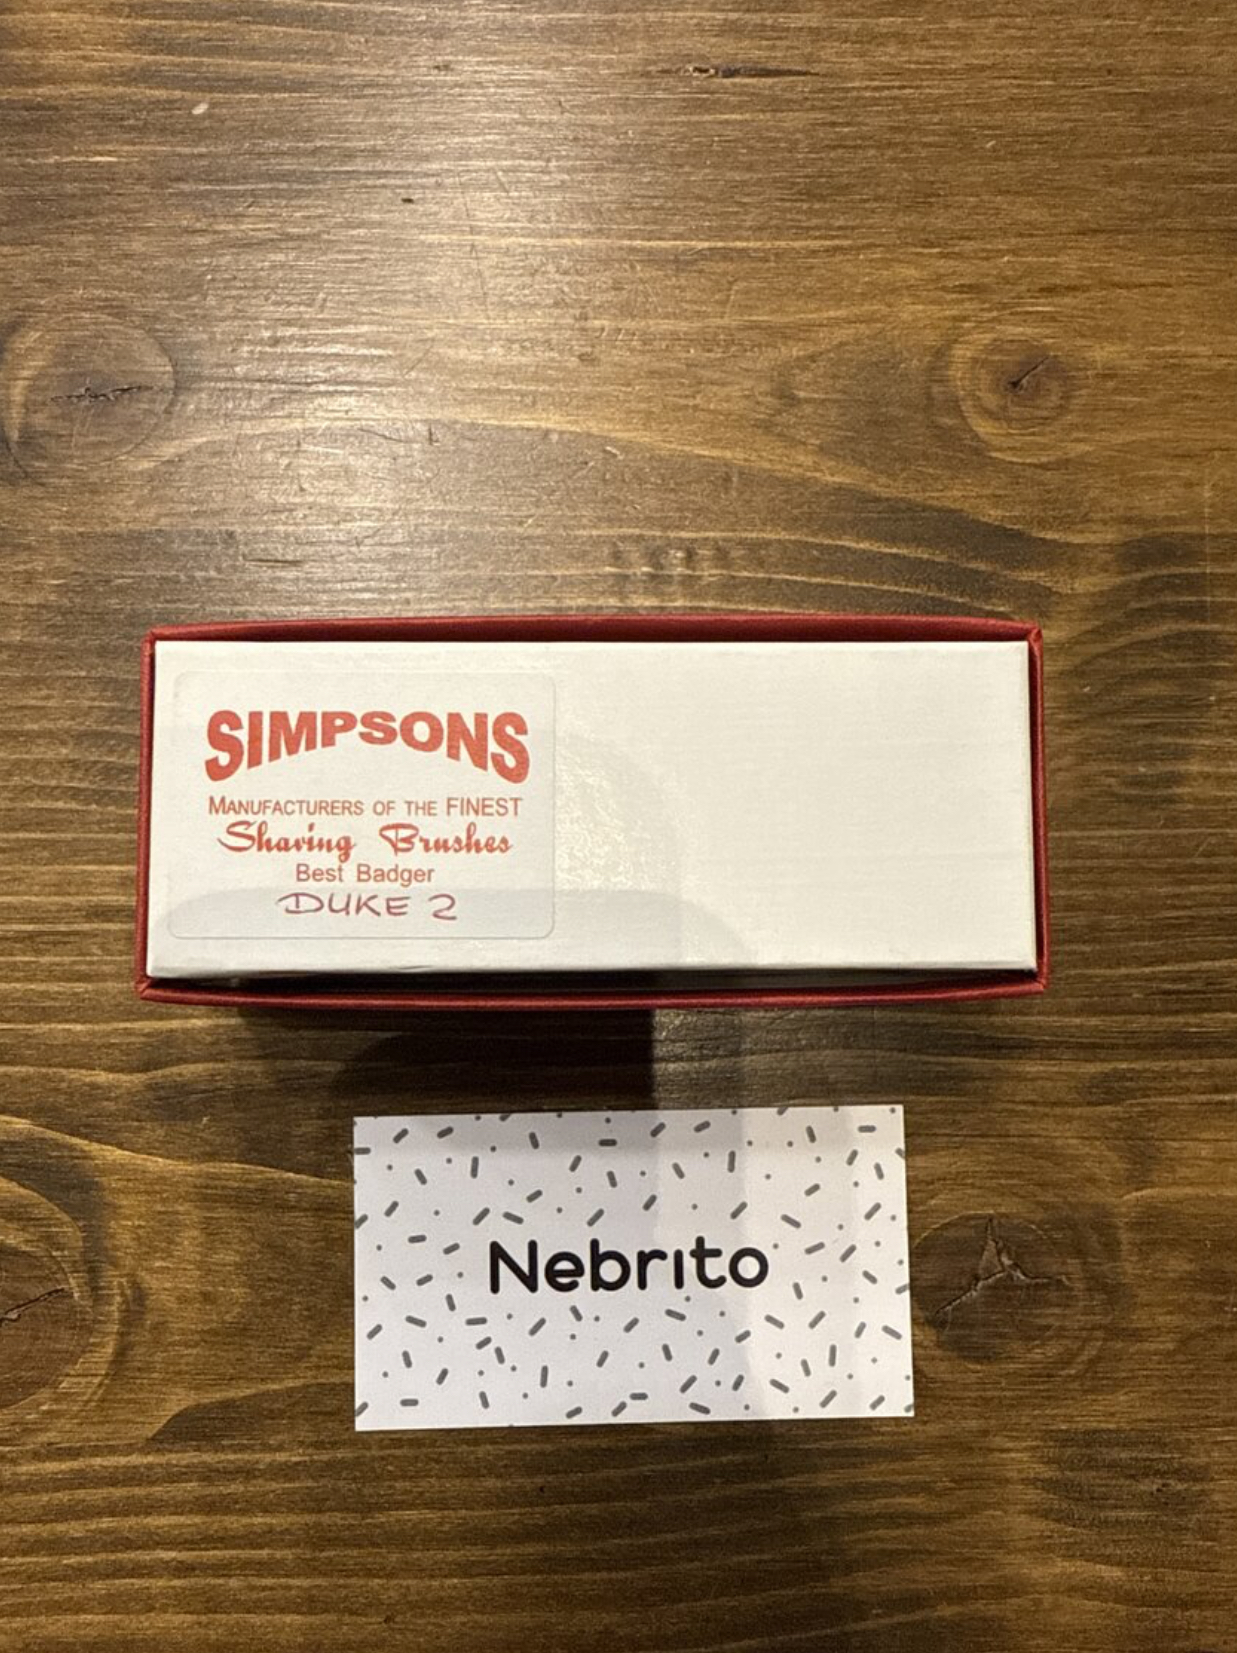 SIMPSONS
MANUFACTURERS OF THE FINEST
Shaving Brushes
Best Badger
DUKE 2
Nebrito